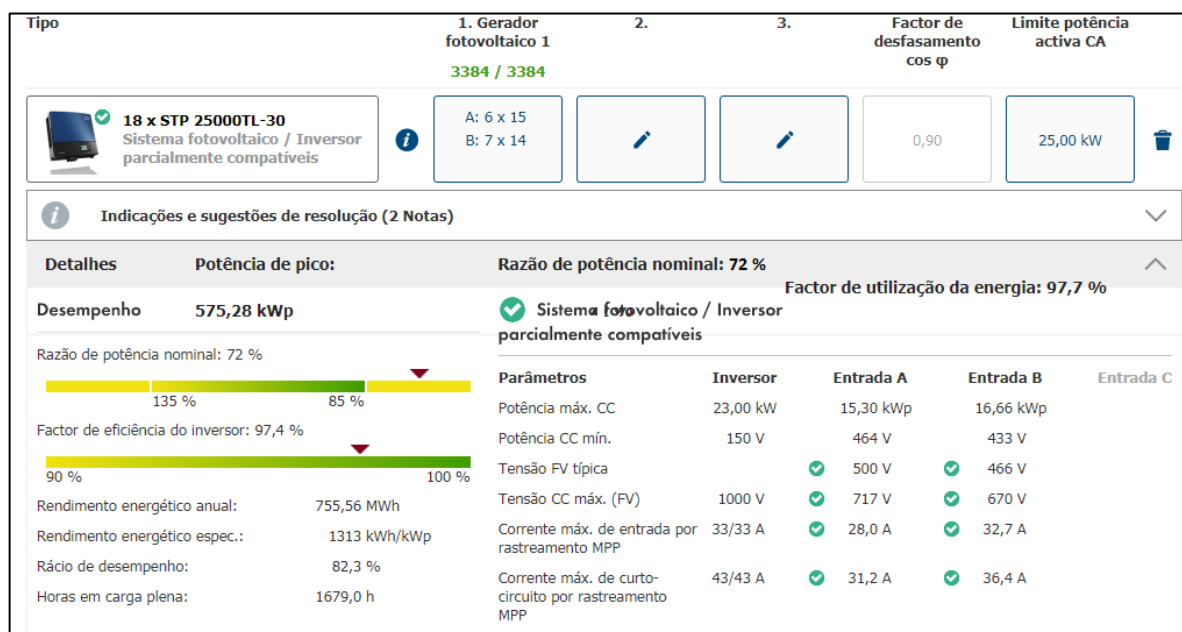 Tipo
1. Gerador fotovoltaico 1
2.
3.
Factor de desfasamento cos φ
Limite potência activa CA
3384 / 3384
18 x STP 25000TL-30
Sistema fotovoltaico / Inversor
parcialmente compatíveis
A: 6 x 15
B: 7 x 14
0,90
25,00 kW
Indicações e sugestões de resolução (2 Notas)
Detalhes Potência de pico: Razão de potência nominal: 72 %
Factor de utilização da energia: 97,7 %
Desempenho 575,28 kWp
Sistema fotovoltaico / Inversor
parcialmente compatíveis
Razão de potência nominal: 72 %
135 % 85 %
Factor de eficiência do inversor: 97,4 %
90 % 100 %
Rendimento energético anual: 755,56 MWh
Rendimento energético espec.: 1313 kWh/kWp
Rácio de desempenho: 82,3 %
Horas em carga plena: 1679,0 h
Parâmetros Inversor Entrada A Entrada B Entrada C
Potência máx. CC 23,00 kW 15,30 kWp 16,66 kWp
Potência CC mín. 150 V 464 V 433 V
Tensão FV típica 500 V 466 V
Tensão CC máx. (FV) 1000 V 717 V 670 V
Corrente máx. de entrada por 33/33 A 28,0 A 32,7 A
rastreamento MPP
Corrente máx. de curto- 43/43 A 31,2 A 36,4 A
circuito por rastreamento
MPP